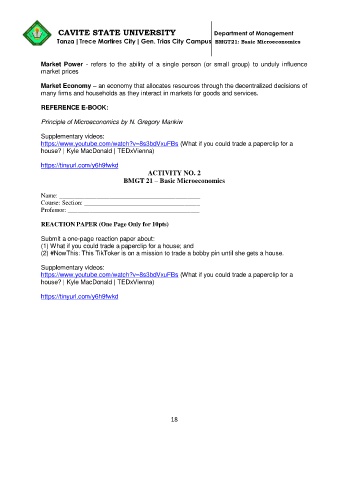 CAVITE STATE UNIVERSITY
Department of Management
Tanza | Trece Martires City | Gen. Trias City Campus
BMGT21: Basic Microeconomics
Market Power - refers to the ability of a single person (or small group) to unduly influence
market prices
Market Economy – an economy that allocates resources through the decentralized decisions of
many firms and households as they interact in markets for goods and services.
REFERENCE E-BOOK:
Principle of Microeconomics by N. Gregory Mankiw
Supplementary videos:
https://www.youtube.com/watch?v=8s3bdVxuFBs (What if you could trade a paperclip for a
house? | Kyle MacDonald | TEDxVienna)
https://tinyurl.com/y6h9fwkd
ACTIVITY NO. 2
BMGT 21 – Basic Microeconomics
Name: ____________________
Course: Section: ____________________
Professor: ____________________
REACTION PAPER (One Page Only for 10pts)
Submit a one-page reaction paper about:
(1) What if you could trade a paperclip for a house; and
(2) #NowThis: This TikToker is on a mission to trade a bobby pin until she gets a house.
Supplementary videos:
https://www.youtube.com/watch?v=8s3bdVxuFBs (What if you could trade a paperclip for a
house? | Kyle MacDonald | TEDxVienna)
https://tinyurl.com/y6h9fwkd
18